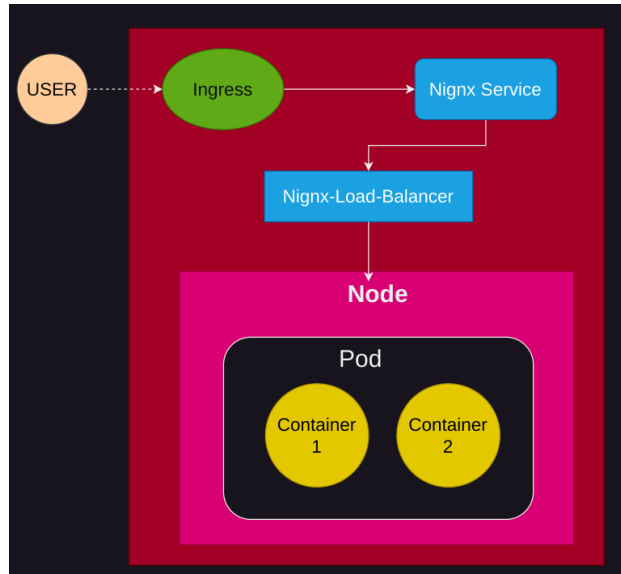 USER
Ingress
Nignx Service
Nignx-Load-Balancer
Node
Pod
Container
1
Container
2